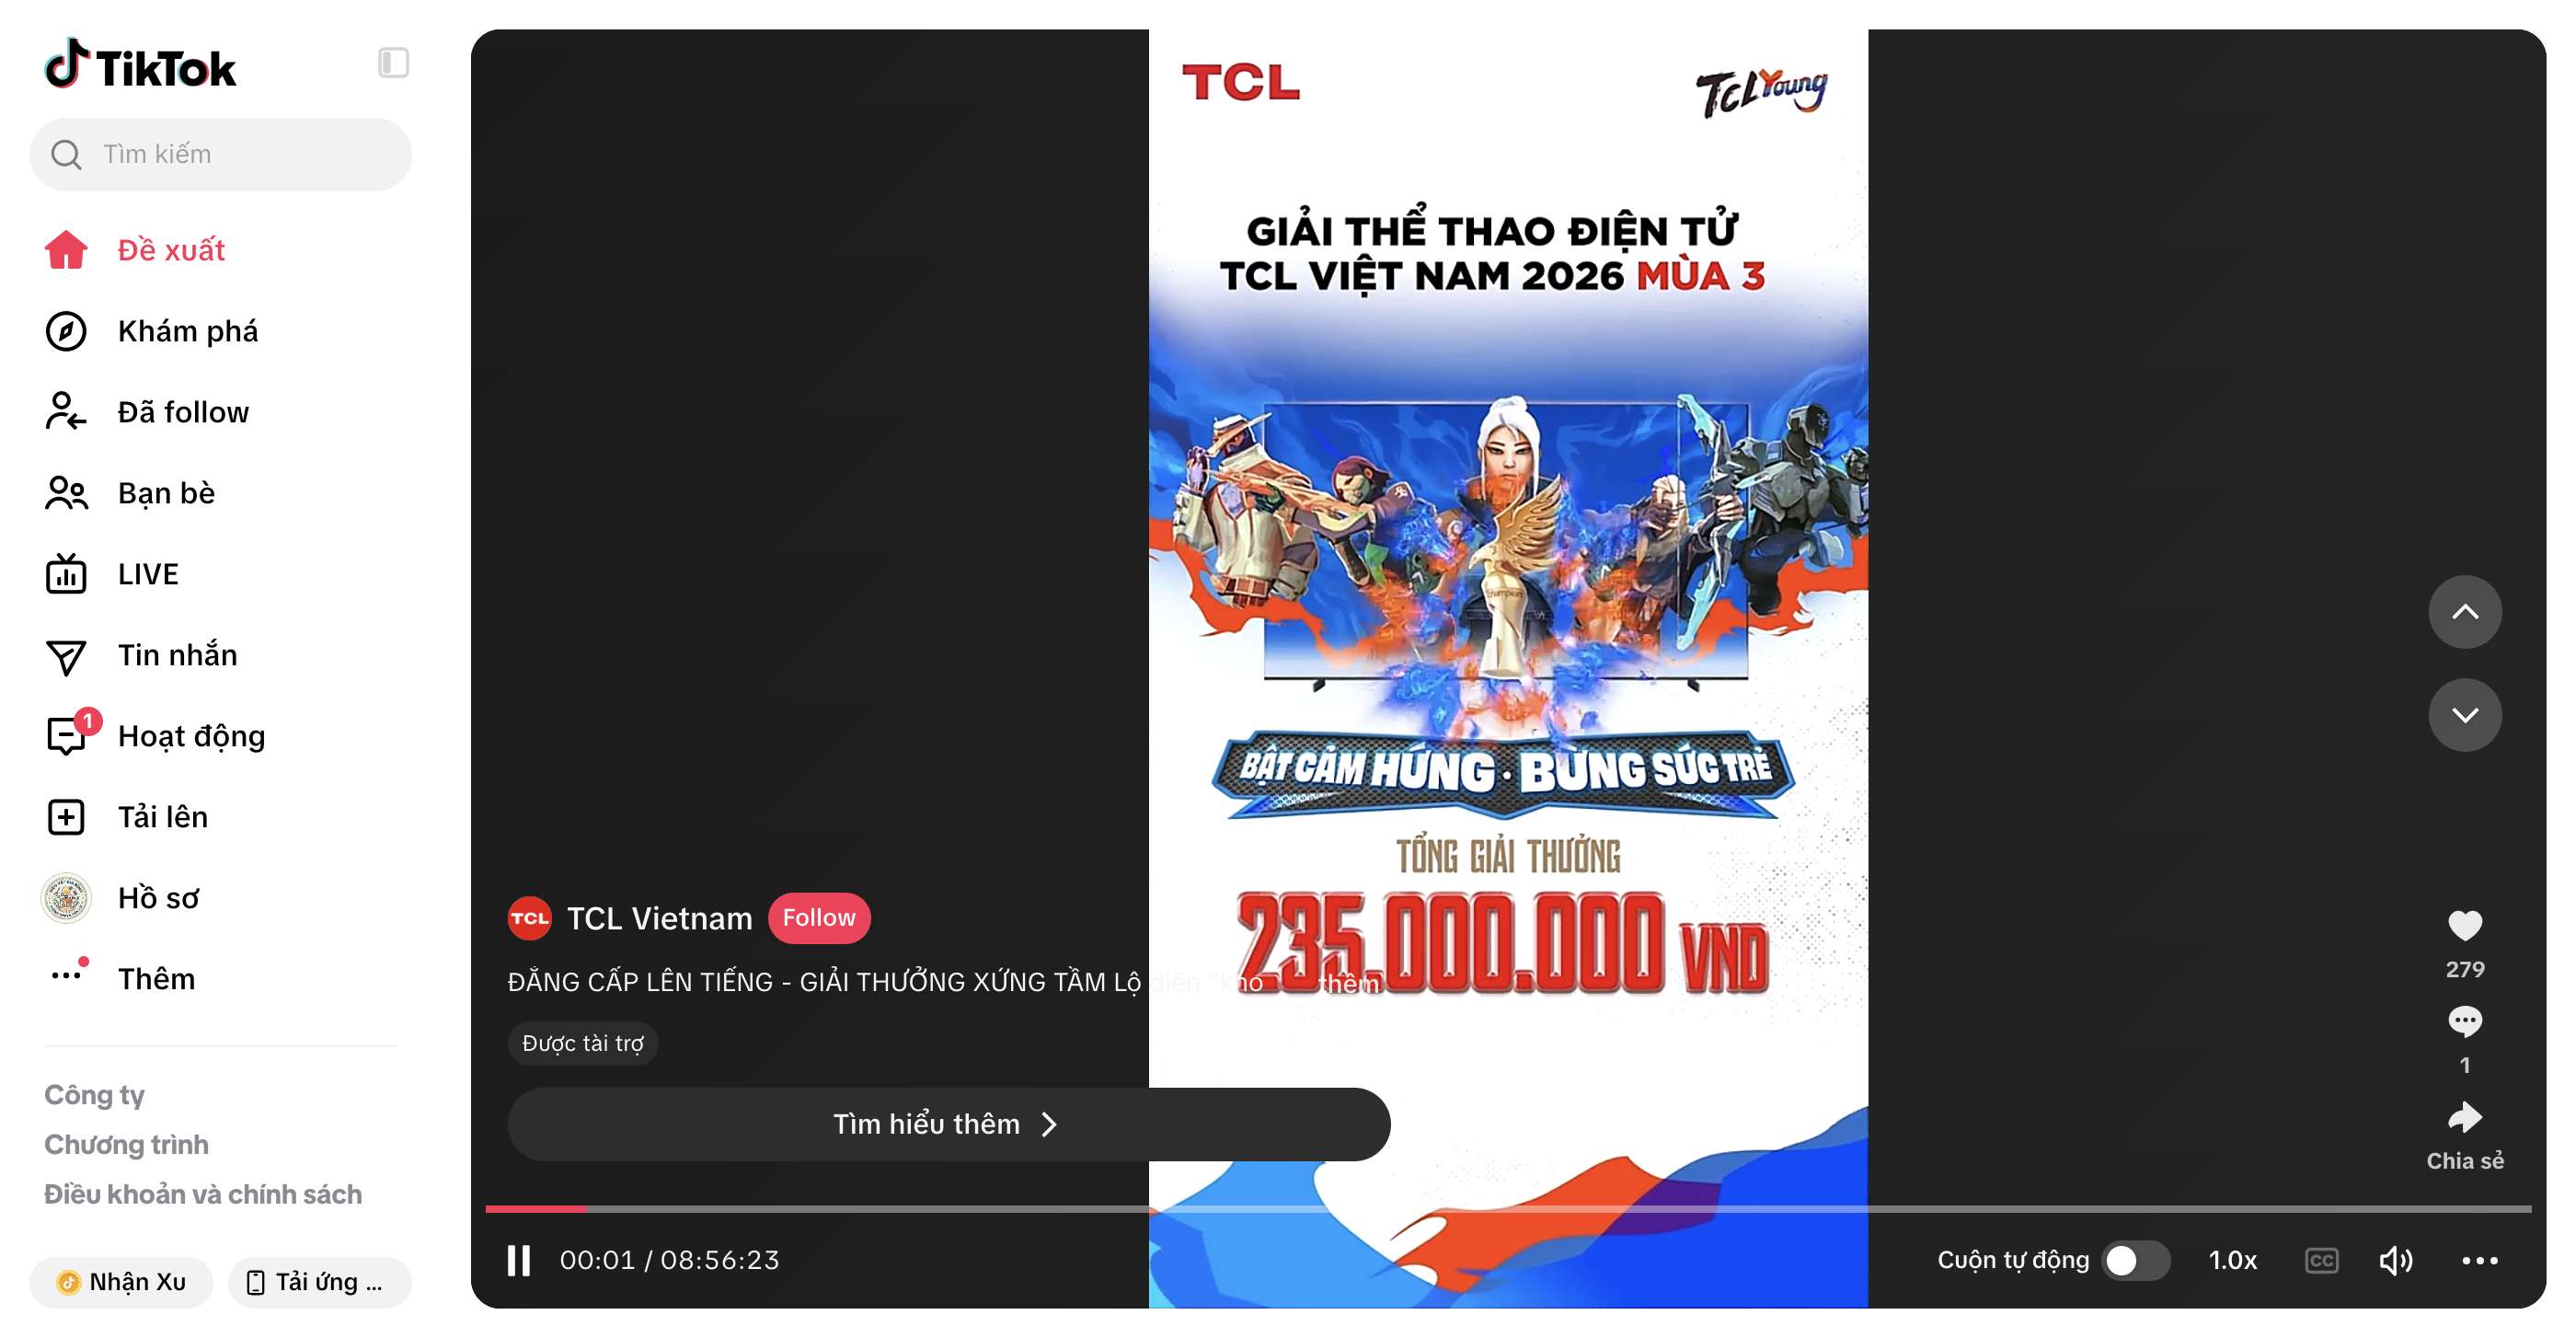 TikTok
Tìm kiếm
Đề xuất
Khám phá
Đã follow
Bạn bè
LIVE
Tin nhắn
1
Hoạt động
Tải lên
Hồ sơ
Thêm
Công ty
Chương trình
Điều khoản và chính sách
Nhận Xu
Tải ứng ...
TCL
TCL Young
GIẢI THỂ THAO ĐIỆN TỬ
TCL VIỆT NAM 2026 MÙA 3
Champion
BẬT CẢM HỨNG · BỪNG SỨC TRẺ
TỔNG GIẢI THƯỞNG
235.000.000 VND
TCL
TCL Vietnam
Follow
ĐẲNG CẤP LÊN TIẾNG - GIẢI THƯỞNG XỨNG TẦM Lộ diện "kho thêm
Được tài trợ
Tìm hiểu thêm
00:01 / 08:56:23
279
1
Chia sẻ
Cuộn tự động
1.0x
CC